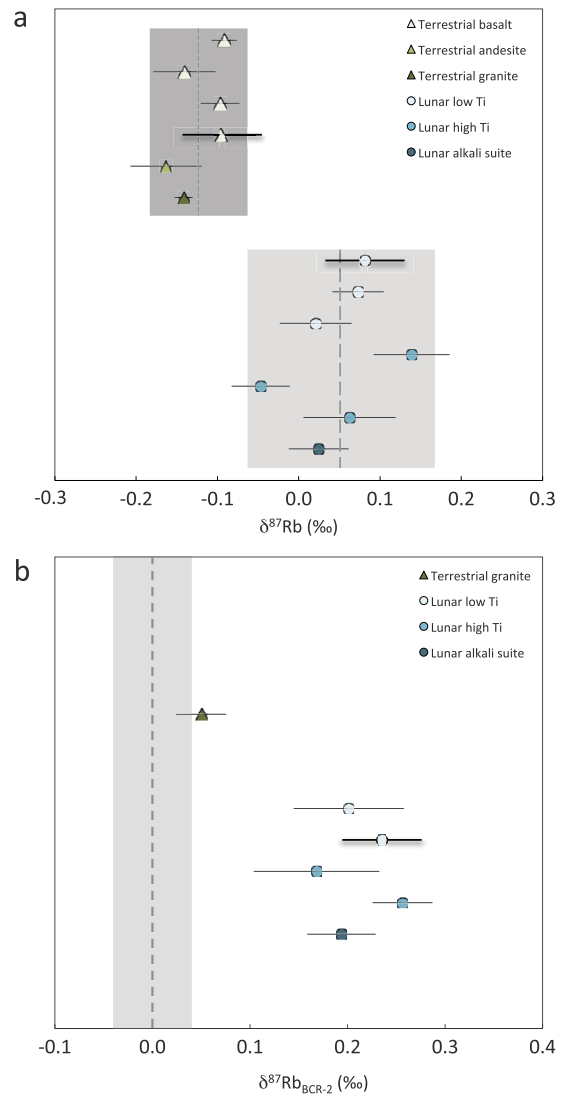 a
Terrestrial basalt
Terrestrial andesite
Terrestrial granite
Lunar low Ti
Lunar high Ti
Lunar alkali suite
-0.3 -0.2 -0.1 0.0 0.1 0.2 0.3
δ⁸⁷Rb (‰)
b
Terrestrial granite
Lunar low Ti
Lunar high Ti
Lunar alkali suite
-0.1 0.0 0.1 0.2 0.3 0.4
δ⁸⁷Rb_BCR-2 (‰)